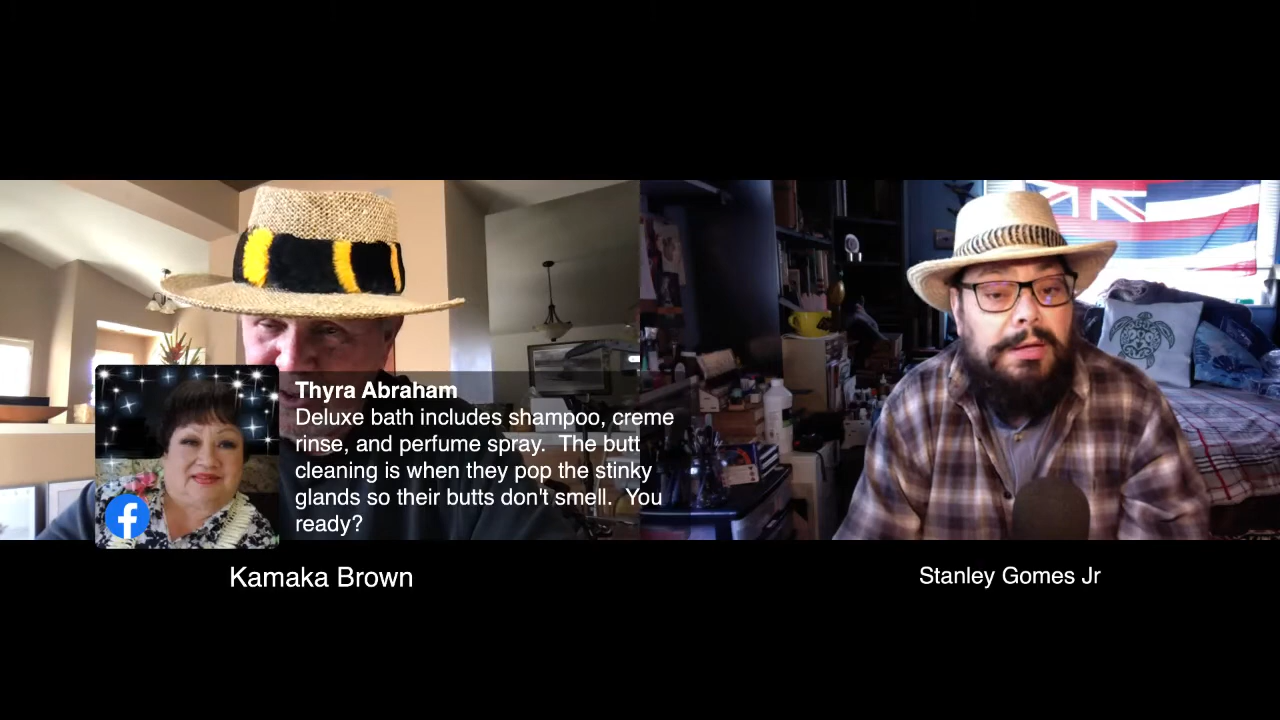 Thyra Abraham
Deluxe bath includes shampoo, creme
rinse, and perfume spray.  The butt
cleaning is when they pop the stinky
glands so their butts don't smell.  You
ready?
Kamaka Brown
Stanley Gomes Jr